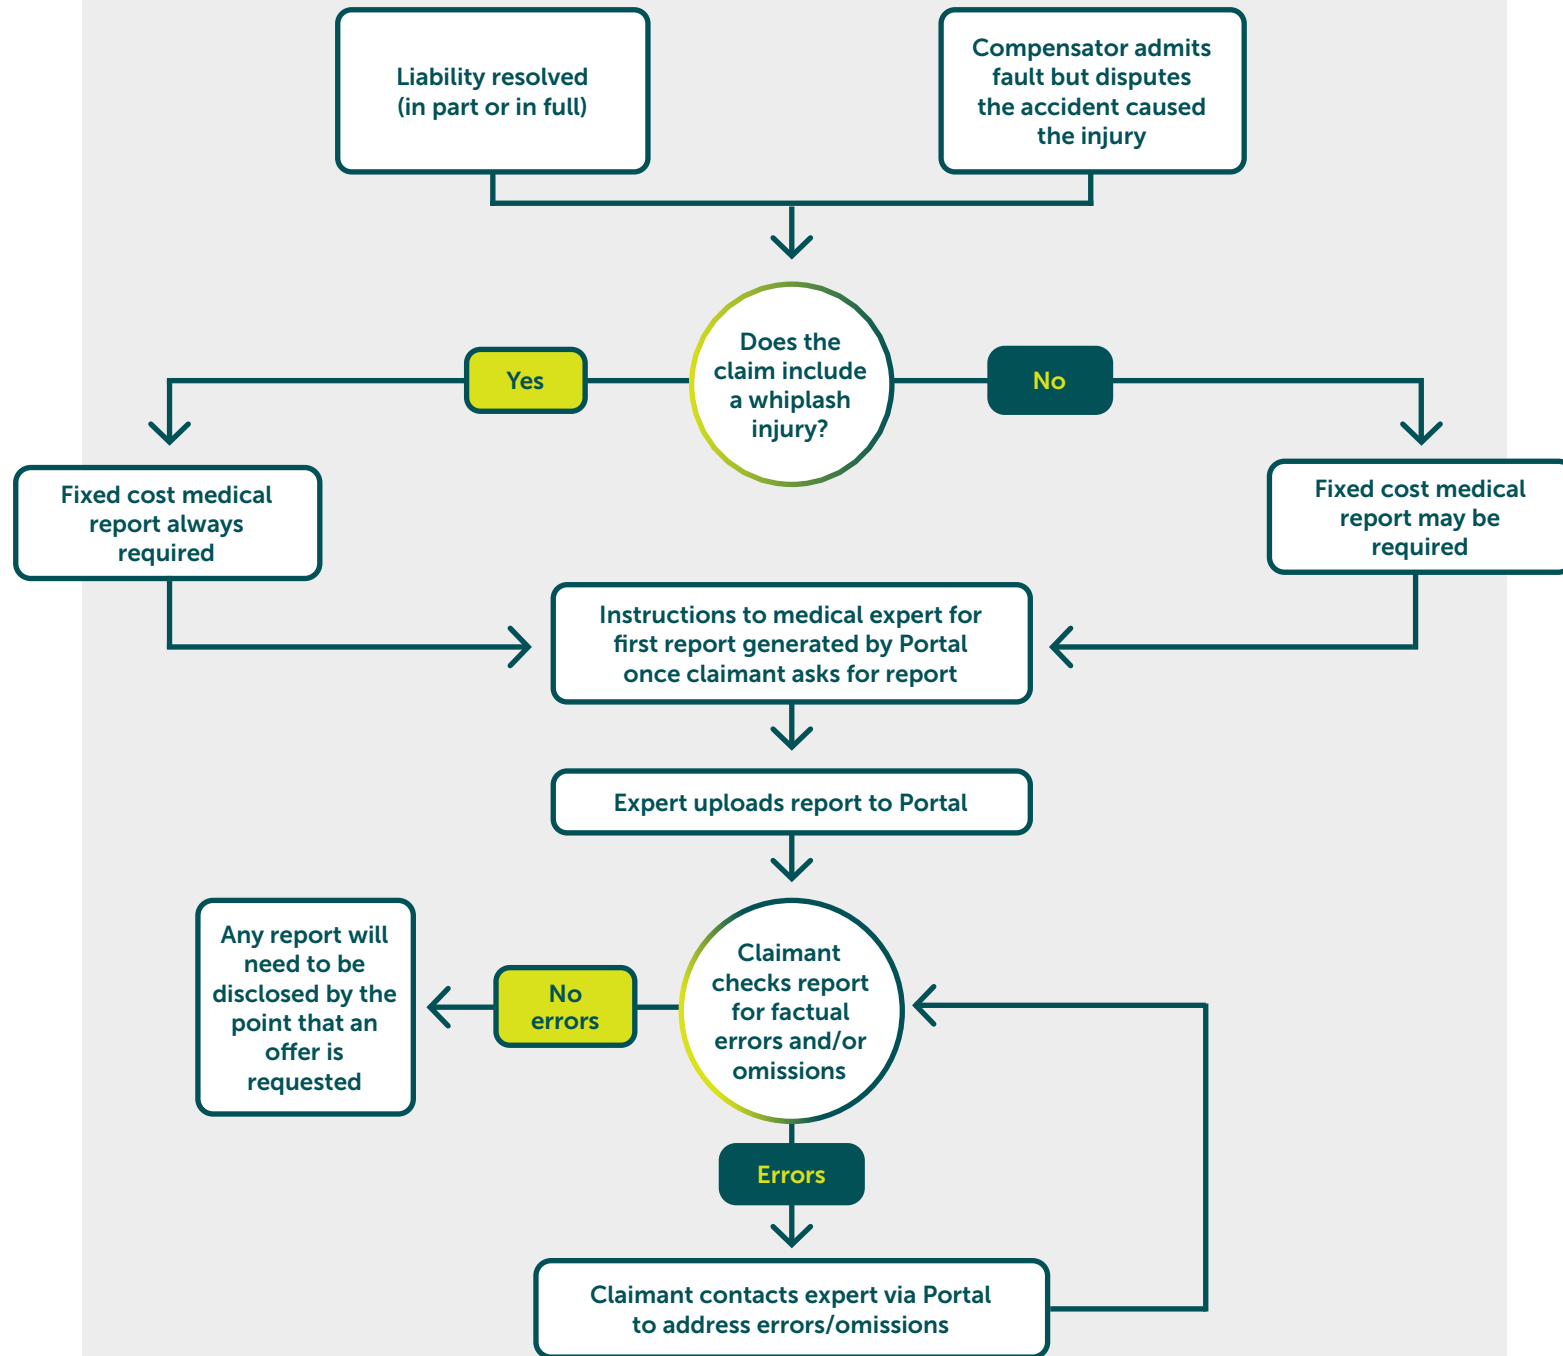 Liability resolved
(in part or in full)
Compensator admits
fault but disputes
the accident caused
the injury
Does the
claim include
a whiplash
injury?
Yes
No
Fixed cost medical
report always
required
Fixed cost medical
report may be
required
Instructions to medical expert for
first report generated by Portal
once claimant asks for report
Expert uploads report to Portal
Claimant
checks report
for factual
errors and/or
omissions
No
errors
Any report will
need to be
disclosed by the
point that an
offer is
requested
Errors
Claimant contacts expert via Portal
to address errors/omissions